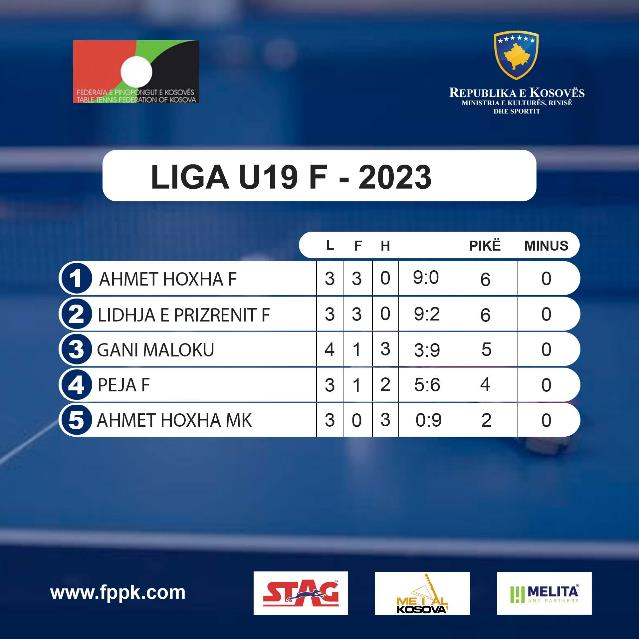 FEDERATA E PINGPONGUT E KOSOVËS
TABLE TENNIS FEDERATION OF KOSOVA
REPUBLIKA E KOSOVËS
MINISTRIA E KULTURËS, RINISË
DHE SPORTIT
LIGA U19 F - 2023
L F H PIKË MINUS
1 AHMET HOXHA F 3 3 0 9:0 6 0
2 LIDHJA E PRIZRENIT F 3 3 0 9:2 6 0
3 GANI MALOKU 4 1 3 3:9 5 0
4 PEJA F 3 1 2 5:6 4 0
5 AHMET HOXHA MK 3 0 3 0:9 2 0
www.fppk.com
STAG
METAL
KOSOVA
MELITA